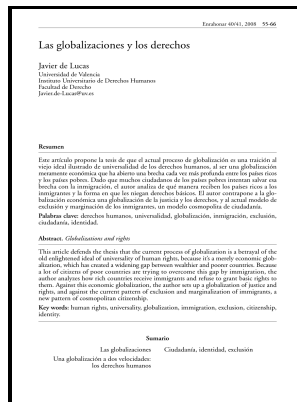 Enrahonar 40/41, 2008 55-66
Las globalizaciones y los derechos
Javier de Lucas
Universidad de Valencia
Instituto Universitario de Derechos Humanos
Facultad de Derecho
Javier.de-Lucas@uv.es
Resumen
Este artículo propone la tesis de que el actual proceso de globalización es una traición al
viejo ideal ilustrado de universalidad de los derechos humanos, al ser una globalización
meramente económica que ha abierto una brecha cada vez más profunda entre los países ricos
y los países pobres. Dado que muchos ciudadanos de los países pobres intentan salvar esa
brecha con la inmigración, el autor analiza de qué manera reciben los países ricos a los
inmigrantes y la forma en que les niegan derechos básicos. El autor contrapone a la glo-
balización económica una globalización de la justicia y los derechos, y al actual modelo de
exclusión y marginación de los inmigrantes, un modelo cosmopolita de ciudadanía.
Palabras clave: derechos humanos, universalidad, globalización, inmigración, exclusión,
ciudadanía, identidad.
Abstract. Globalizations and rights
This article defends the thesis that the current process of globalization is a betrayal of the
old enlightened ideal of universality of human rights, because it's a merely economic glob-
alization, which has created a widening gap between wealthier and poorer countries. Because
a lot of citizens of poor countries are trying to overcome this gap by immigration, the
author analyzes how rich countries receive immigrants and refuse to grant basic rights to
them. Against this economic globalization, the author sets up a globalization of justice and
rights, and against the current pattern of exclusion and marginalization of immigrants, a
new pattern of cosmopolitan citizenship.
Key words: human rights, universality, globalization, immigration, exclusion, citizenship,
identity.
Sumario
Las globalizaciones
Una globalización a dos velocidades:
los derechos humanos
Ciudadanía, identidad, exclusión